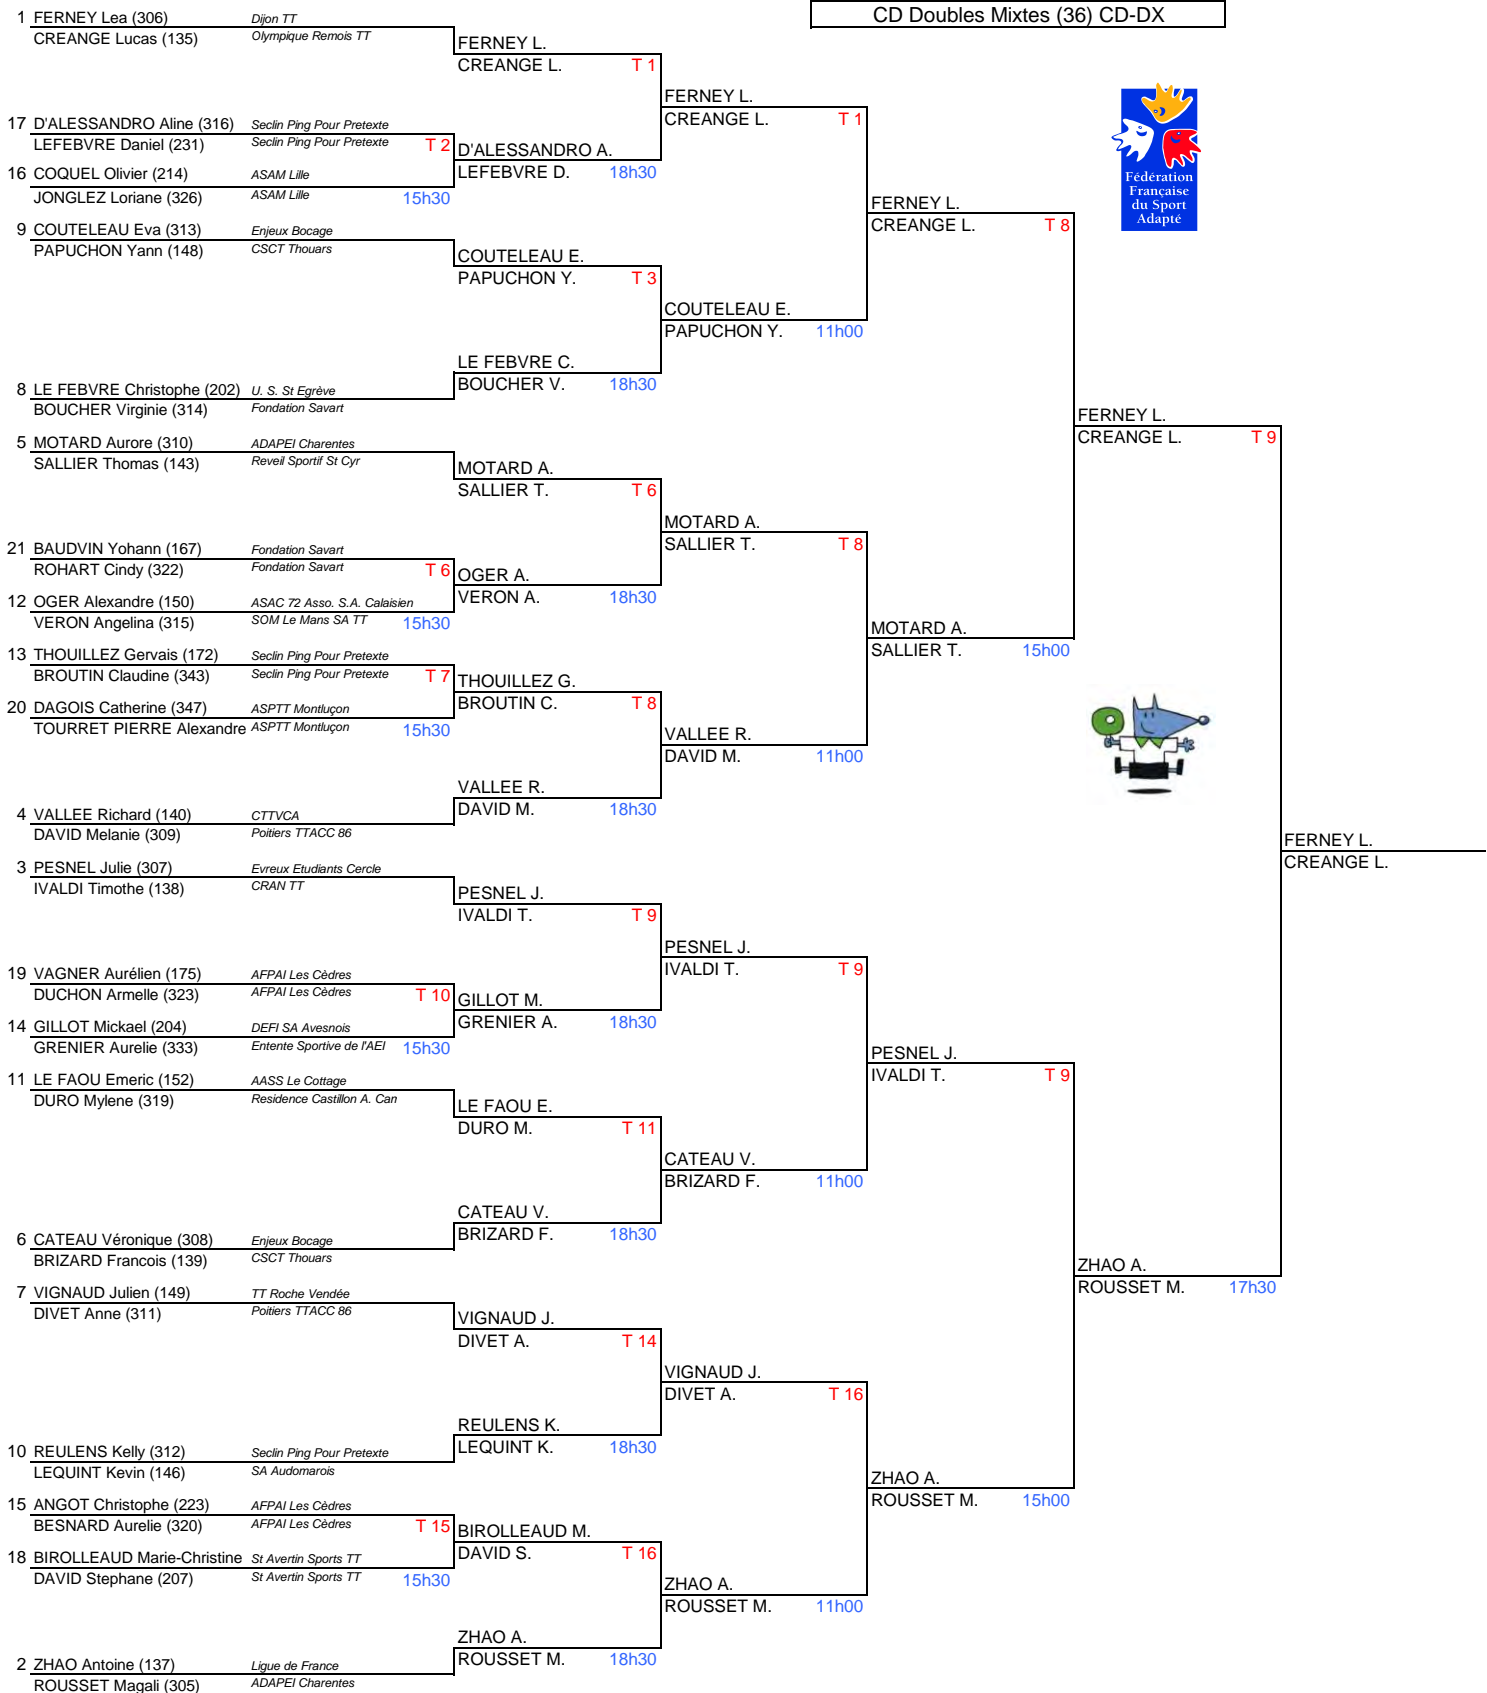 CD Doubles Mixtes (36) CD-DX
1 FERNEY Lea (306) Dijon TT
CREANGE Lucas (135) Olympique Remois TT
FERNEY L.
CREANGE L. T 1
FERNEY L.
CREANGE L. T 1
17 D'ALESSANDRO Aline (316) Seclin Ping Pour Pretexte
LEFEBVRE Daniel (231) Seclin Ping Pour Pretexte T 2
D'ALESSANDRO A.
LEFEBVRE D. 18h30
16 COQUEL Olivier (214) ASAM Lille
JONGLEZ Loriane (326) ASAM Lille 15h30
Fédération
Française
du Sport
Adapté
FERNEY L.
CREANGE L. T 8
9 COUTELEAU Eva (313) Enjeux Bocage
PAPUCHON Yann (148) CSCT Thouars
COUTELEAU E.
PAPUCHON Y. T 3
COUTELEAU E.
PAPUCHON Y. 11h00
LE FEBVRE C.
BOUCHER V. 18h30
8 LE FEBVRE Christophe (202) U. S. St Egrève
BOUCHER Virginie (314) Fondation Savart
FERNEY L.
CREANGE L. T 9
5 MOTARD Aurore (310) ADAPEI Charentes
SALLIER Thomas (143) Reveil Sportif St Cyr
MOTARD A.
SALLIER T. T 6
MOTARD A.
SALLIER T. T 8
21 BAUDVIN Yohann (167) Fondation Savart
ROHART Cindy (322) Fondation Savart T 6
OGER A.
VERON A. 18h30
12 OGER Alexandre (150) ASAC 72 Asso. S.A. Calaisien
VERON Angelina (315) SOM Le Mans SA TT 15h30
MOTARD A.
SALLIER T. 15h00
13 THOUILLEZ Gervais (172) Seclin Ping Pour Pretexte
BROUTIN Claudine (343) Seclin Ping Pour Pretexte T 7
THOUILLEZ G.
BROUTIN C. T 8
20 DAGOIS Catherine (347) ASPTT Montluçon
TOURRET PIERRE Alexandre ASPTT Montluçon 15h30
VALLEE R.
DAVID M. 11h00
VALLEE R.
DAVID M. 18h30
4 VALLEE Richard (140) CTTVCA
DAVID Melanie (309) Poitiers TTACC 86
FERNEY L.
CREANGE L.
3 PESNEL Julie (307) Evreux Etudiants Cercle
IVALDI Timothe (138) CRAN TT
PESNEL J.
IVALDI T. T 9
PESNEL J.
IVALDI T. T 9
19 VAGNER Aurélien (175) AFPAI Les Cèdres
DUCHON Armelle (323) AFPAI Les Cèdres T 10
GILLOT M.
GRENIER A. 18h30
14 GILLOT Mickael (204) DEFI SA Avesnois
GRENIER Aurelie (333) Entente Sportive de l'AEI 15h30
PESNEL J.
IVALDI T. T 9
11 LE FAOU Emeric (152) AASS Le Cottage
DURO Mylene (319) Residence Castillon A. Can
LE FAOU E.
DURO M. T 11
CATEAU V.
BRIZARD F. 11h00
CATEAU V.
BRIZARD F. 18h30
6 CATEAU Véronique (308) Enjeux Bocage
BRIZARD Francois (139) CSCT Thouars
ZHAO A.
ROUSSET M. 17h30
7 VIGNAUD Julien (149) TT Roche Vendée
DIVET Anne (311) Poitiers TTACC 86
VIGNAUD J.
DIVET A. T 14
VIGNAUD J.
DIVET A. T 16
REULENS K.
LEQUINT K. 18h30
10 REULENS Kelly (312) Seclin Ping Pour Pretexte
LEQUINT Kevin (146) SA Audomarois
ZHAO A.
ROUSSET M. 15h00
15 ANGOT Christophe (223) AFPAI Les Cèdres
BESNARD Aurelie (320) AFPAI Les Cèdres T 15
BIROLLEAUD M.
DAVID S. T 16
18 BIROLLEAUD Marie-Christine St Avertin Sports TT
DAVID Stephane (207) St Avertin Sports TT 15h30
ZHAO A.
ROUSSET M. 11h00
ZHAO A.
ROUSSET M. 18h30
2 ZHAO Antoine (137) Ligue de France
ROUSSET Magali (305) ADAPEI Charentes